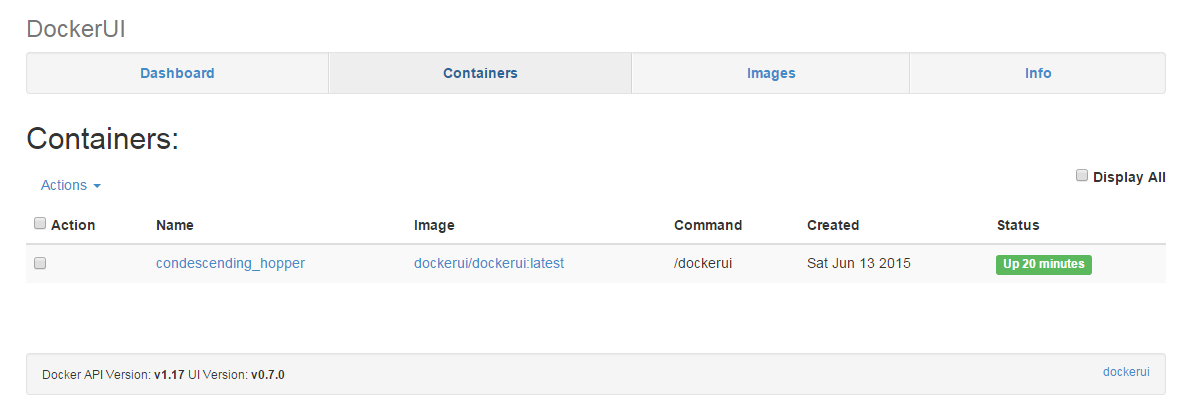 DockerUI
Dashboard Containers Images Info
Containers:
Actions
Display All
Action Name Image Command Created Status
condescending_hopper dockerui/dockerui:latest /dockerui Sat Jun 13 2015 Up 20 minutes
Docker API Version: v1.17 UI Version: v0.7.0 dockerui